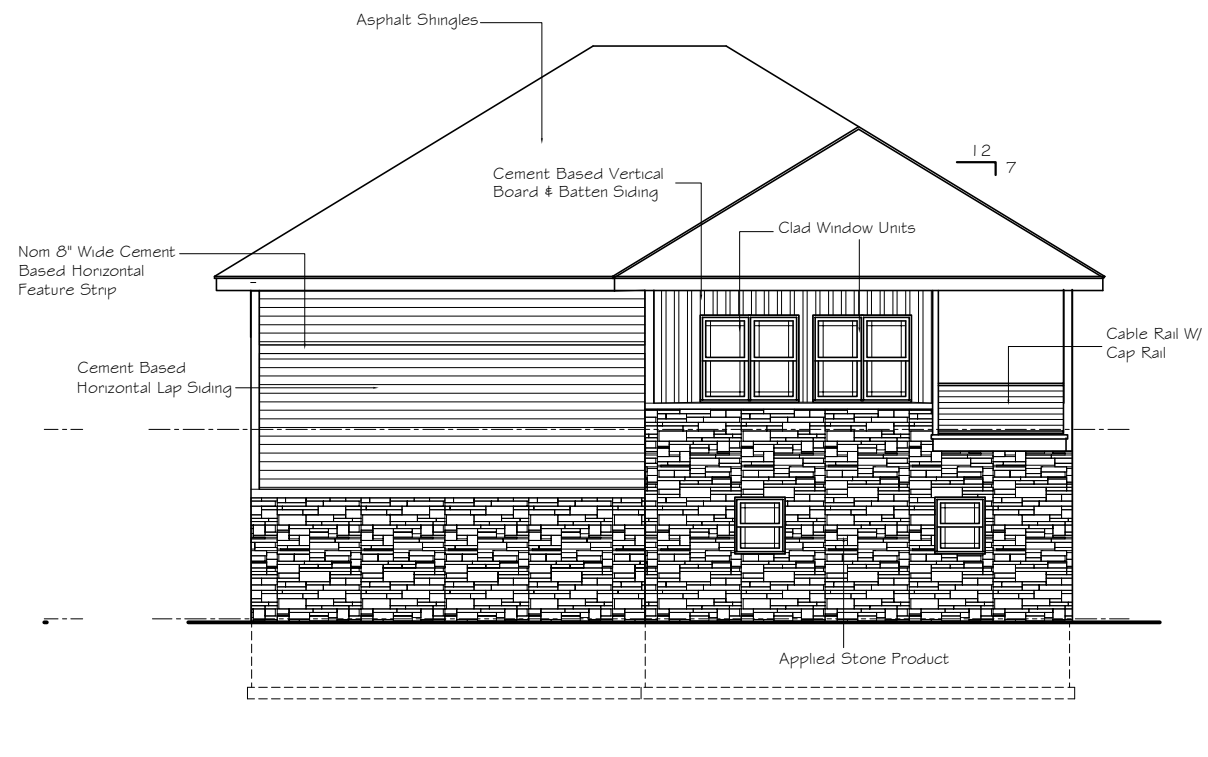 Asphalt Shingles
12
7
Cement Based Vertical
Board & Batten Siding
Clad Window Units
Nom 8" Wide Cement
Based Horizontal
Feature Strip
Cable Rail W/
Cap Rail
Cement Based
Horizontal Lap Siding
Applied Stone Product